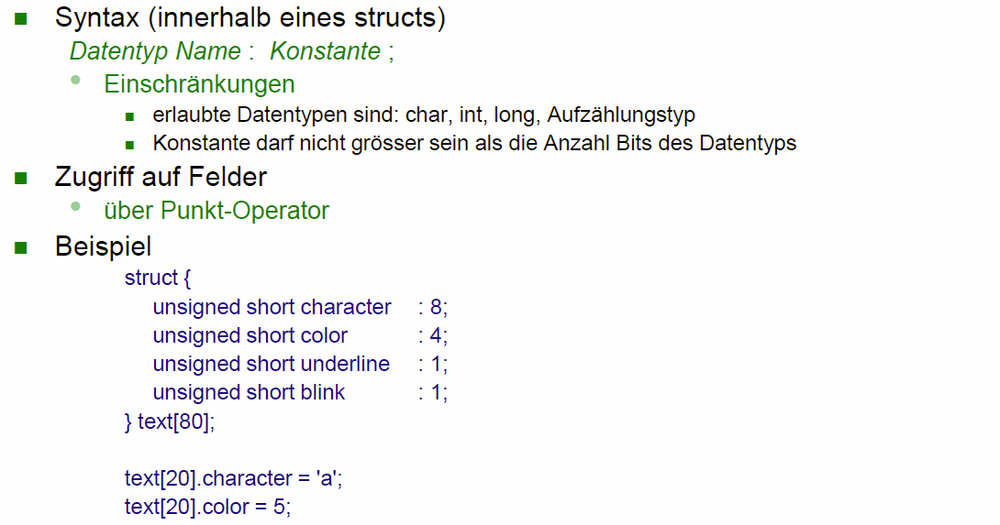 Syntax (innerhalb eines structs)
Datentyp Name : Konstante ;
Einschränkungen
erlaubte Datentypen sind: char, int, long, Aufzählungstyp
Konstante darf nicht grösser sein als die Anzahl Bits des Datentyps
Zugriff auf Felder
über Punkt-Operator
Beispiel
struct {
unsigned short character : 8;
unsigned short color : 4;
unsigned short underline : 1;
unsigned short blink : 1;
} text[80];
text[20].character = 'a';
text[20].color = 5;